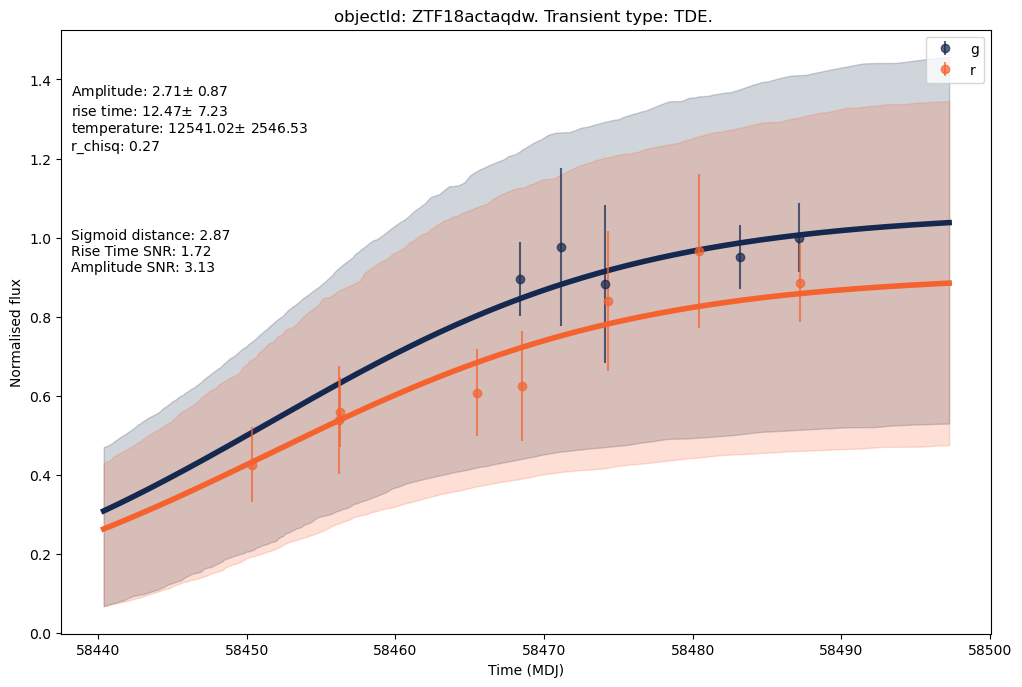 objectId: ZTF18actaqdw. Transient type: TDE.
g
r
Amplitude: 2.71± 0.87
rise time: 12.47± 7.23
temperature: 12541.02± 2546.53
r_chisq: 0.27
Sigmoid distance: 2.87
Rise Time SNR: 1.72
Amplitude SNR: 3.13
Normalised flux
1.4
1.2
1.0
0.8
0.6
0.4
0.2
0.0
58440 58450 58460 58470 58480 58490 58500
Time (MDJ)